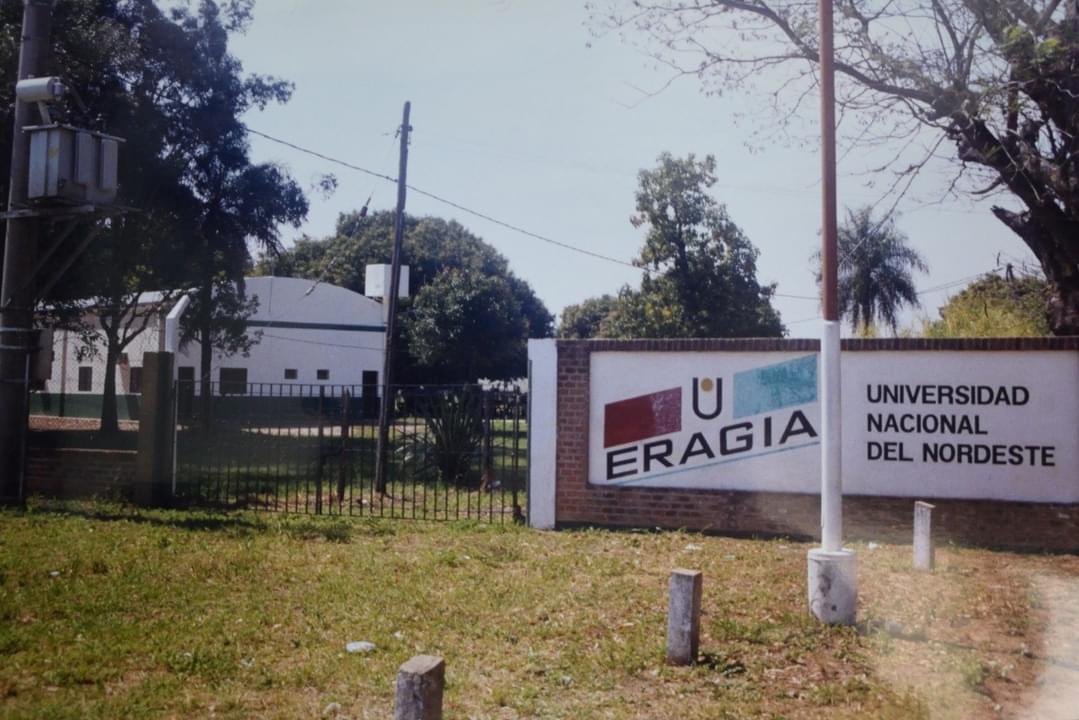 U
ERAGIA
UNIVERSIDAD
NACIONAL
DEL NORDESTE